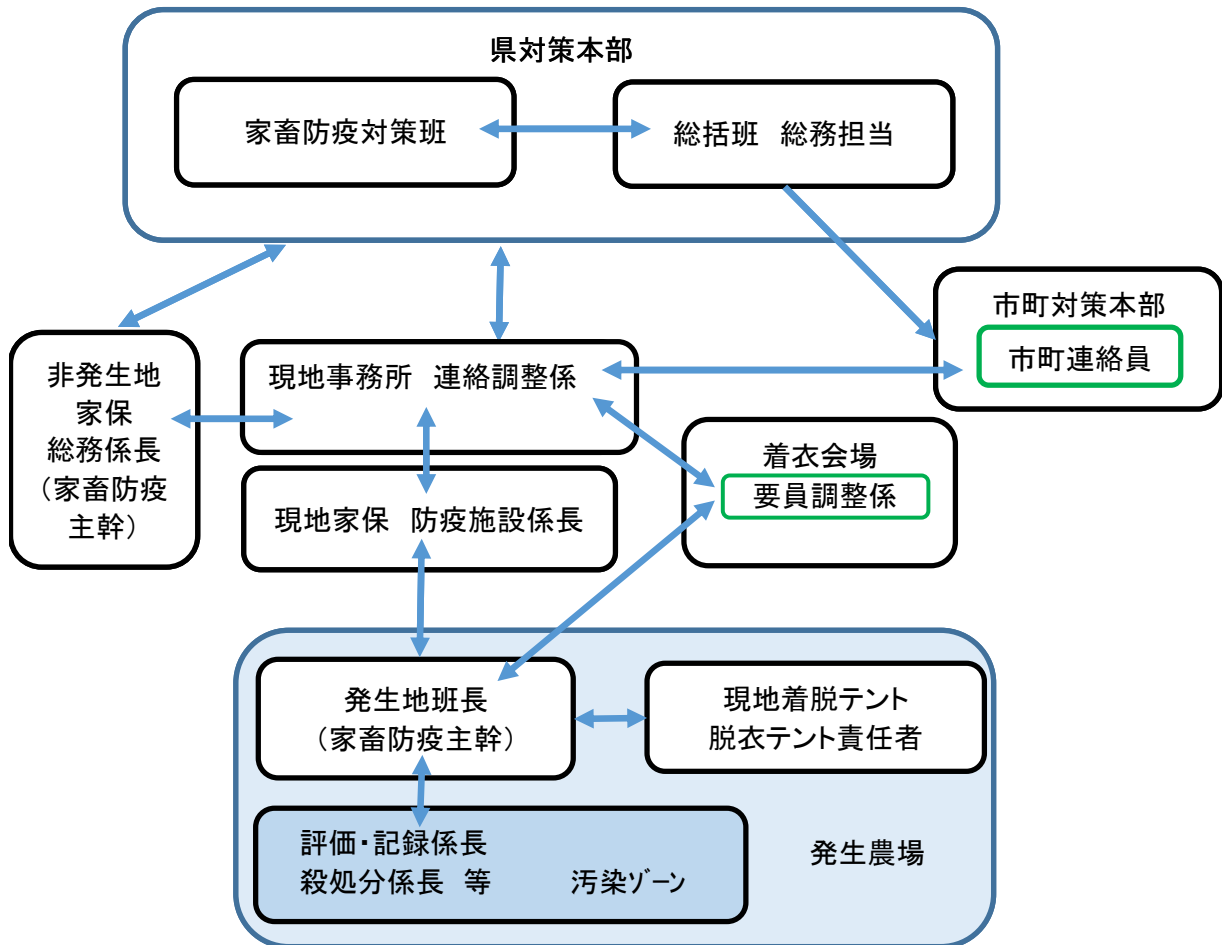 県対策本部
家畜防疫対策班
総括班　総務担当
市町対策本部
市町連絡員
非発生地
家保
総務係長
（家畜防疫
主幹）
現地事務所　連絡調整係
着衣会場
要員調整係
現地家保　防疫施設係長
発生地班長
（家畜防疫主幹）
現地着脱テント
脱衣テント責任者
評価・記録係長
殺処分係長　等　　　汚染ｿﾞｰﾝ
発生農場